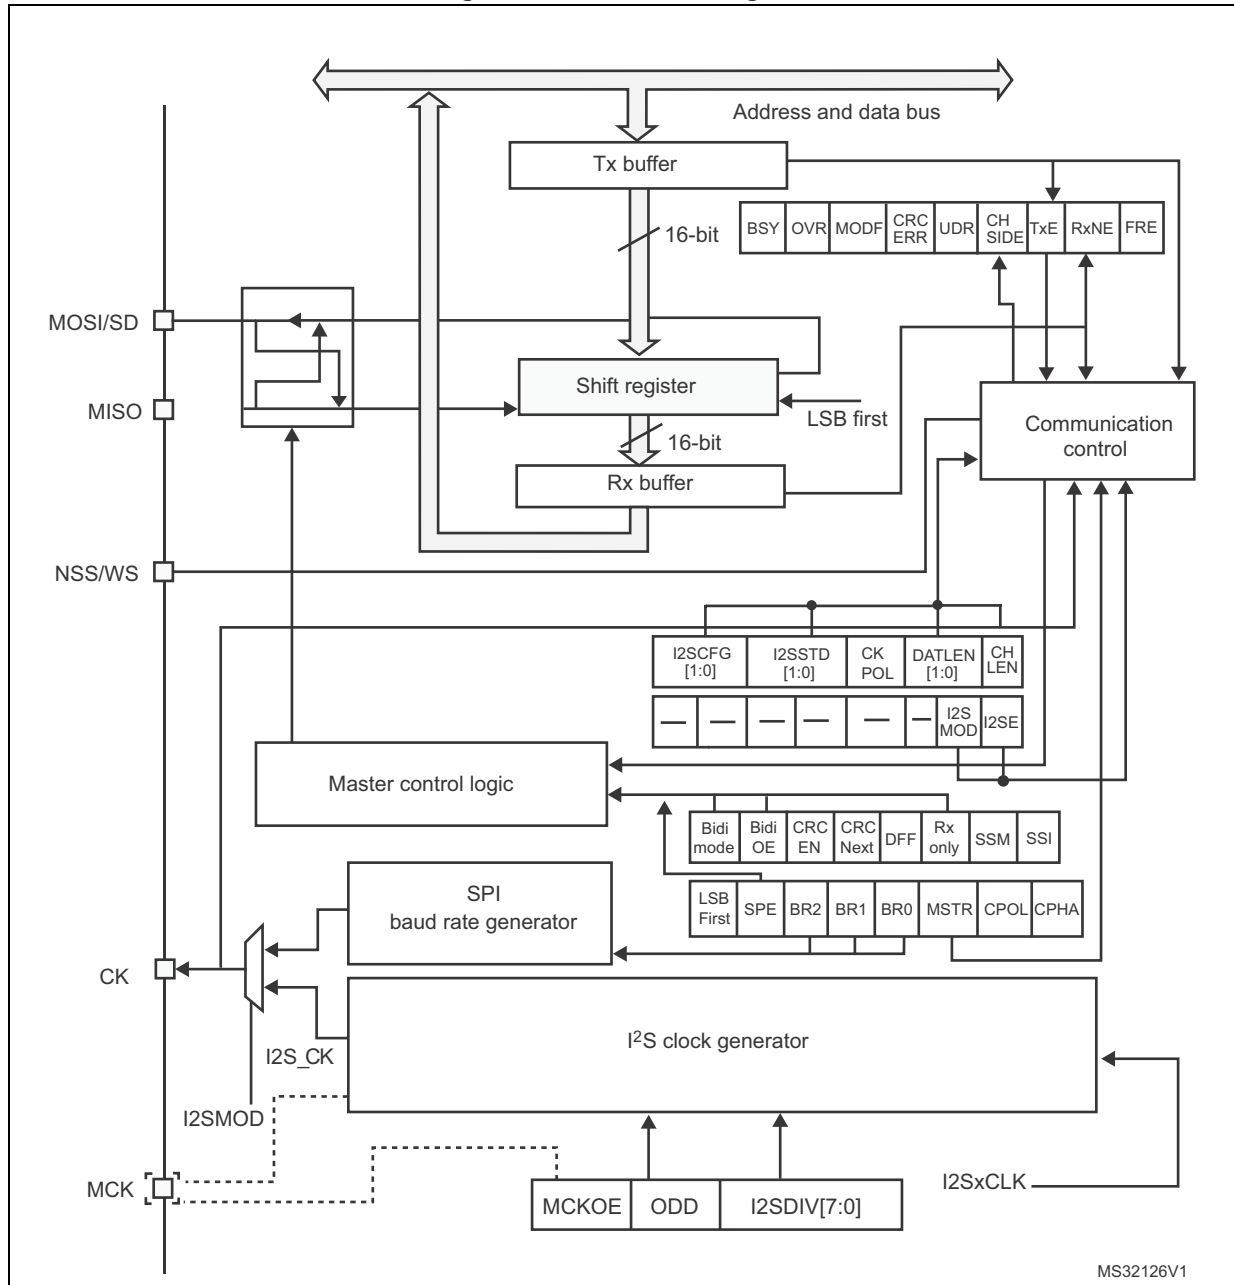 Address and data bus
Tx buffer
BSY OVR MODF CRC ERR UDR CH SIDE TxE RxNE FRE
16-bit
MOSI/SD
Shift register
MISO
LSB first
Communication
control
16-bit
Rx buffer
NSS/WS
I2SCFG [1:0] I2SSTD [1:0] CK POL DATLEN [1:0] CH LEN
— — — — — — I2S MOD I2SE
Master control logic
Bidi mode Bidi OE CRC EN CRC Next DFF Rx only SSM SSI
SPI
baud rate generator
LSB First SPE BR2 BR1 BR0 MSTR CPOL CPHA
CK
I2S clock generator
I2S_CK
I2SMOD
MCK
I2SxCLK
MCKOE ODD I2SDIV[7:0]
MS32126V1